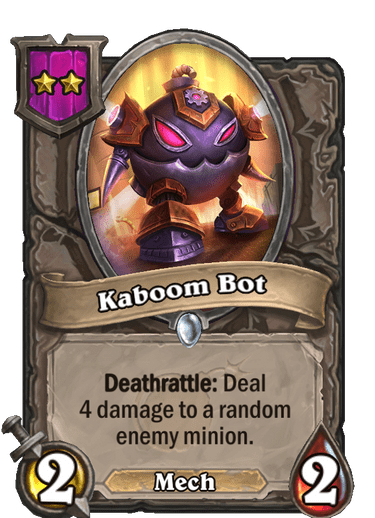 Kaboom Bot
Deathrattle: Deal
4 damage to a random
enemy minion.
2
Mech
2